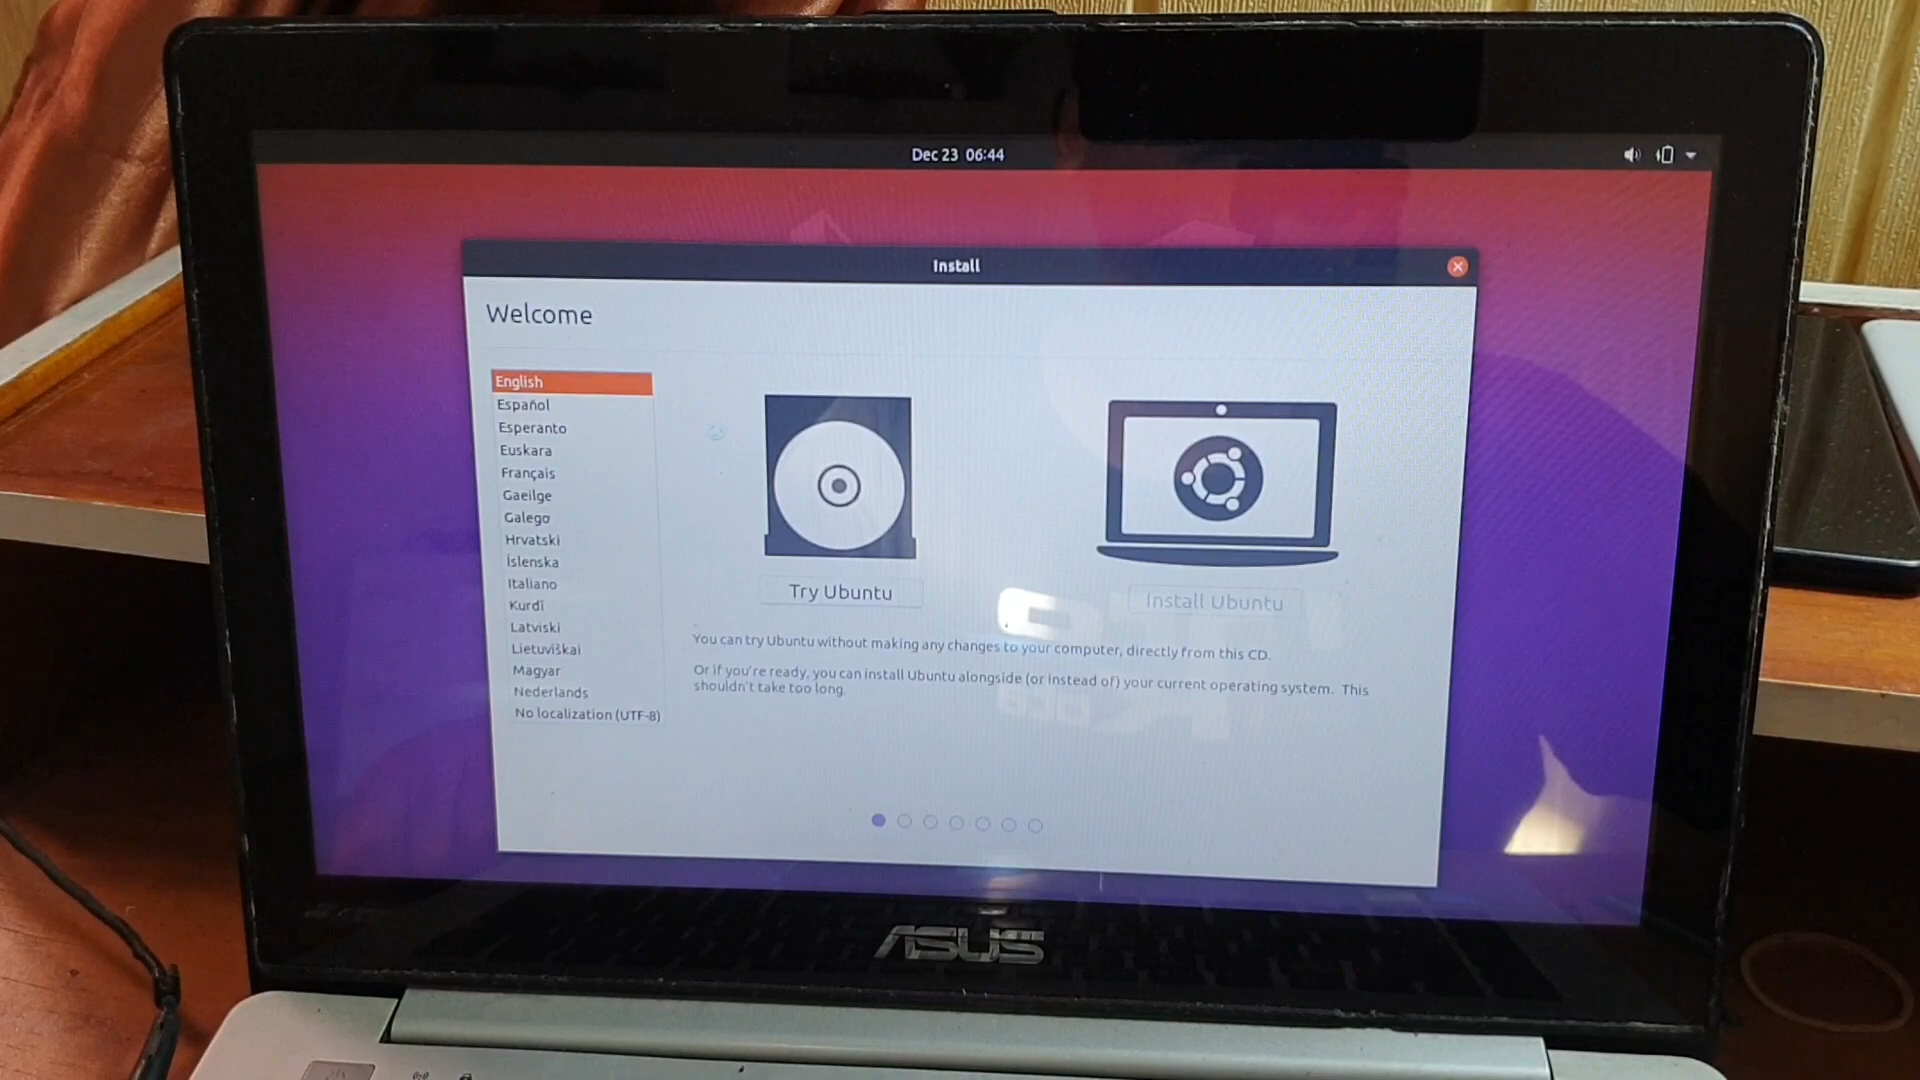 Dec 23 06:44
Install
Welcome
English
Español
Esperanto
Euskara
Français
Gaeilge
Galego
Hrvatski
Íslenska
Italiano
Kurdî
Latviski
Lietuviškai
Magyar
Nederlands
No localization (UTF-8)
Try Ubuntu
Install Ubuntu
You can try Ubuntu without making any changes to your computer, directly from this CD.
Or if you're ready, you can install Ubuntu alongside (or instead of) your current operating system. This
shouldn't take too long.
ASUS